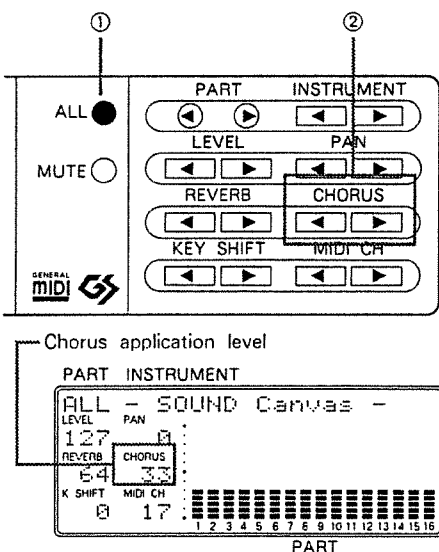 ① ②
PART INSTRUMENT
ALL
LEVEL PAN
MUTE
REVERB CHORUS
KEY SHIFT MIDI CH
GENERAL
MIDI GS
Chorus application level
PART INSTRUMENT
ALL - SOUND Canvas -
LEVEL PAN
127 0
REVERB CHORUS
64 33
K SHIFT MIDI CH
0 17
1 2 3 4 5 6 7 8 9 10 11 12 13 14 15 16
PART